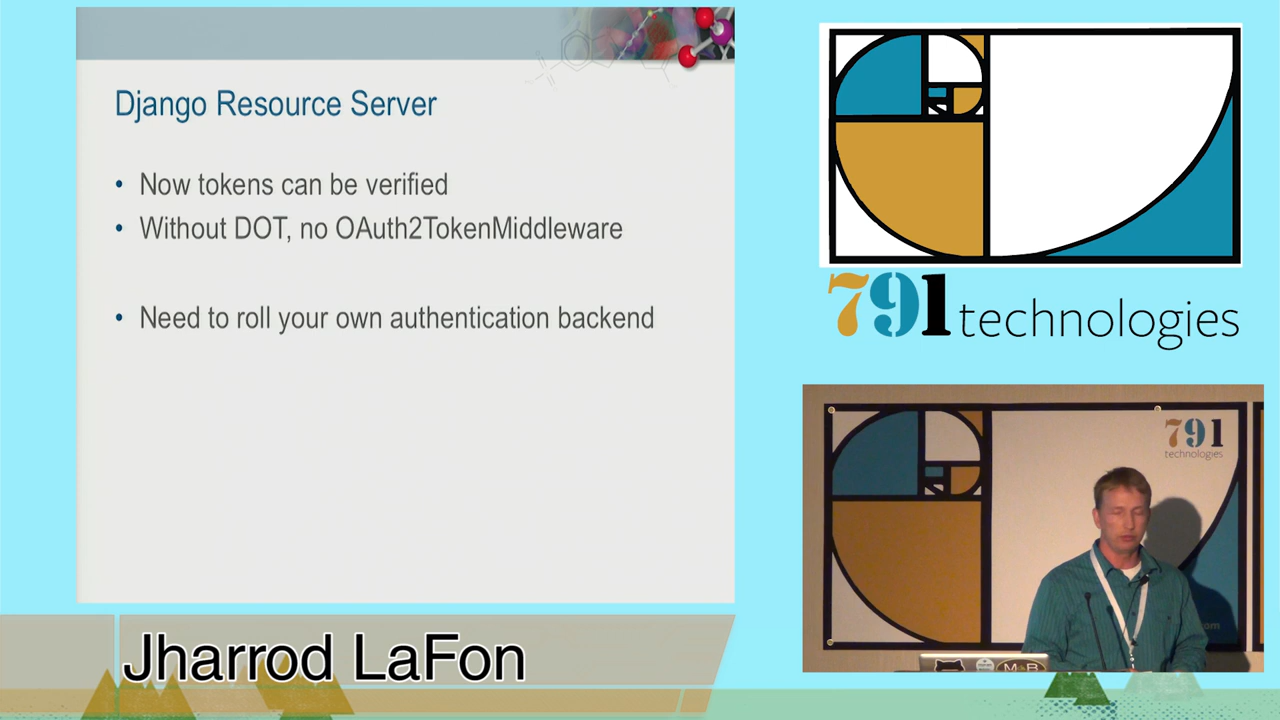 Django Resource Server
• Now tokens can be verified
• Without DOT, no OAuth2TokenMiddleware
• Need to roll your own authentication backend
791 technologies
791
technologies
M+B
Jharrod LaFon